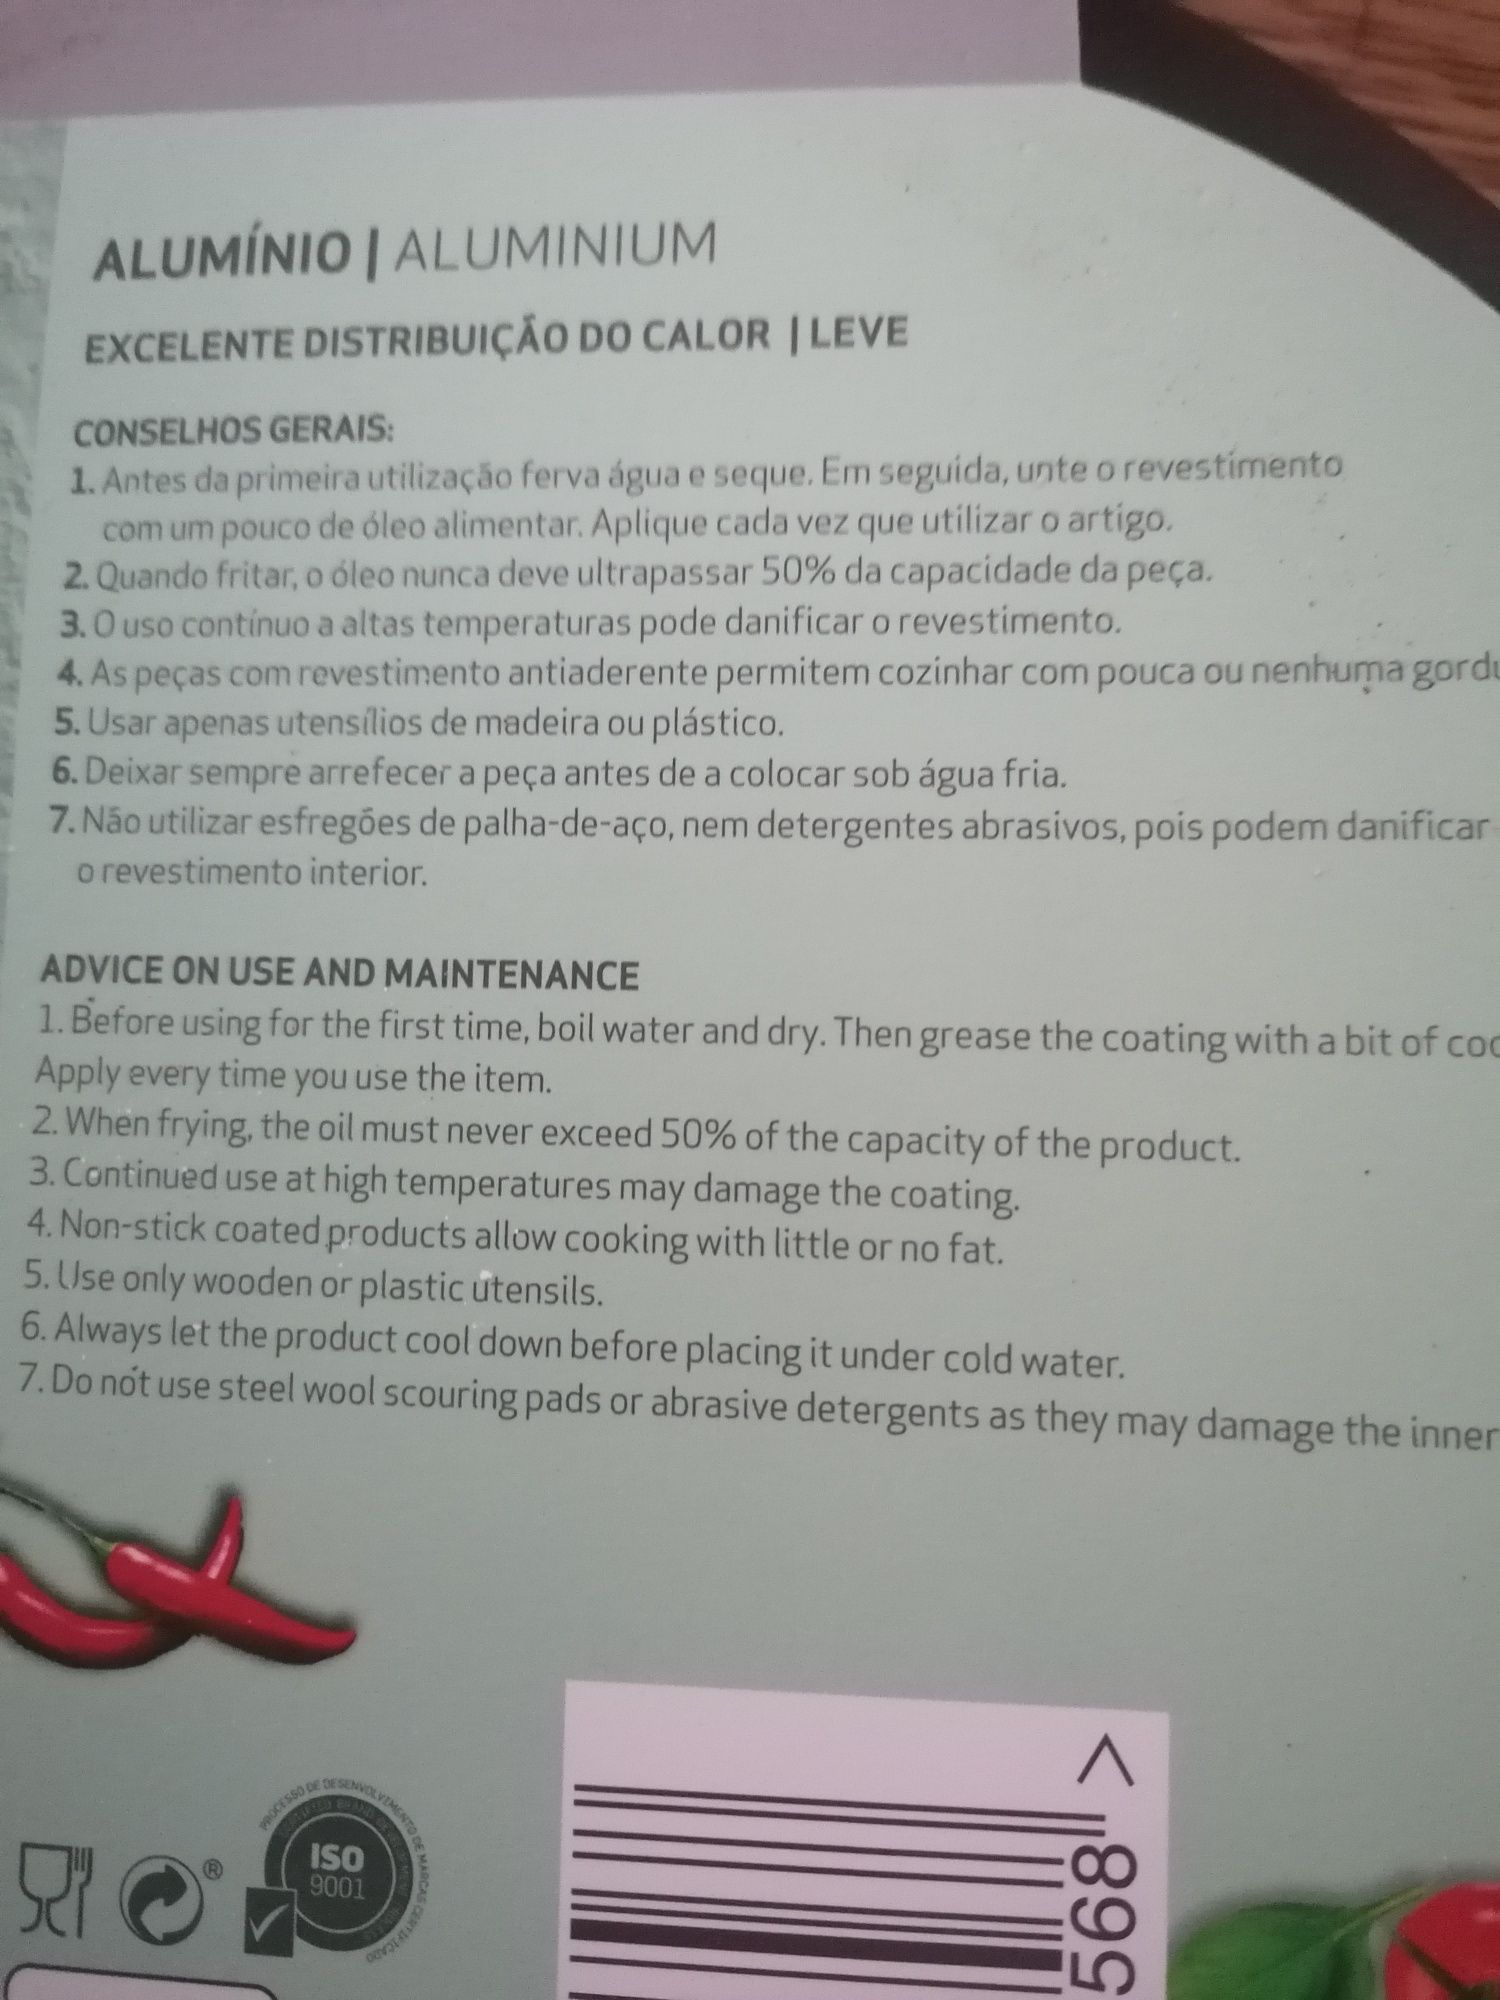 ALUMÍNIO | ALUMINIUM
EXCELENTE DISTRIBUIÇÃO DO CALOR | LEVE
CONSELHOS GERAIS:
1. Antes da primeira utilização ferva água e seque. Em seguida, unte o revestimento
com um pouco de óleo alimentar. Aplique cada vez que utilizar o artigo.
2. Quando fritar, o óleo nunca deve ultrapassar 50% da capacidade da peça.
3. O uso contínuo a altas temperaturas pode danificar o revestimento.
4. As peças com revestimento antiaderente permitem cozinhar com pouca ou nenhuma
5. Usar apenas utensílios de madeira ou plástico.
6. Deixar sempre arrefecer a peça antes de a colocar sob água fria.
7. Não utilizar esfregões de palha-de-aço, nem detergentes abrasivos, pois podem danificar
o revestimento interior.
ADVICE ON USE AND MAINTENANCE
1. Before using for the first time, boil water and dry. Then grease the coating with a bit of
Apply every time you use the item.
2. When frying, the oil must never exceed 50% of the capacity of the product.
3. Continued use at high temperatures may damage the coating.
4. Non-stick coated products allow cooking with little or no fat.
5. Use only wooden or plastic utensils.
6. Always let the product cool down before placing it under cold water.
7. Do not use steel wool scouring pads or abrasive detergents as they may damage the inner
PROCESSO DE DESENVOLVIMENTO DE MARCAS CERTIFICADO
ISO
9001
®
568 >